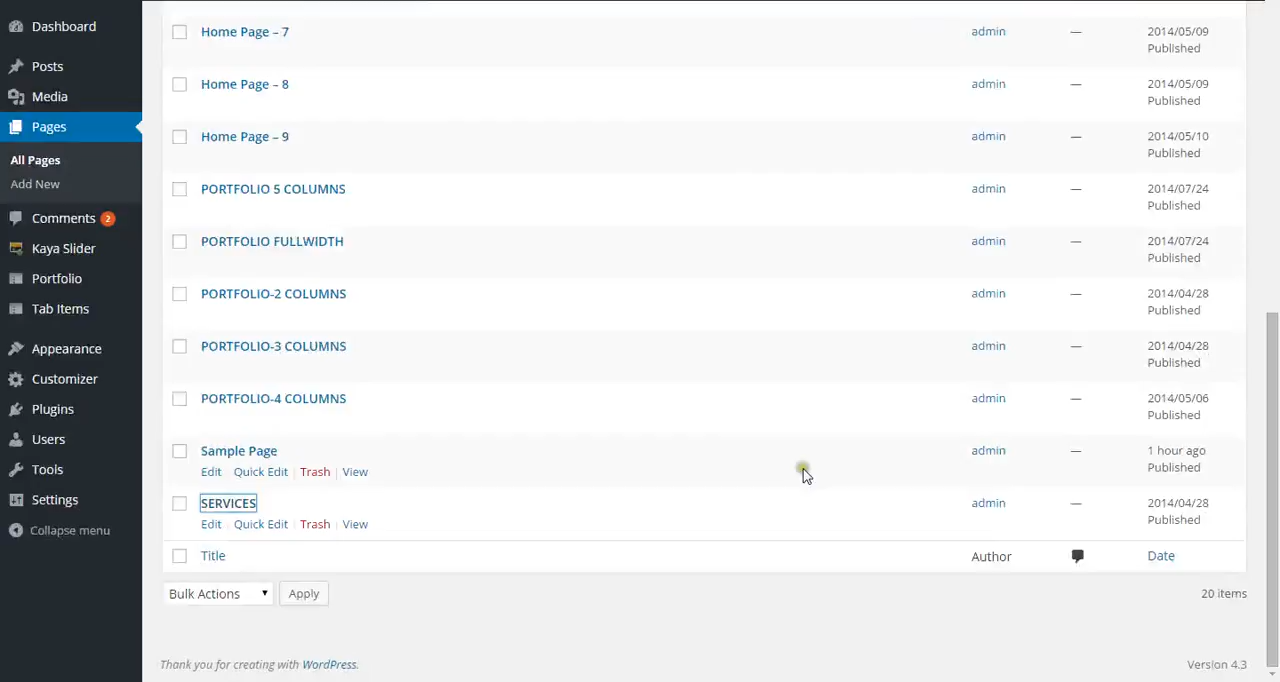 Dashboard
Posts
Media
Pages
All Pages
Add New
Comments 2
Kaya Slider
Portfolio
Tab Items
Appearance
Customizer
Plugins
Users
Tools
Settings
Collapse menu
Home Page – 7 admin — 2014/05/09
Published
Home Page – 8 admin — 2014/05/09
Published
Home Page – 9 admin — 2014/05/10
Published
PORTFOLIO 5 COLUMNS admin — 2014/07/24
Published
PORTFOLIO FULLWIDTH admin — 2014/07/24
Published
PORTFOLIO-2 COLUMNS admin — 2014/04/28
Published
PORTFOLIO-3 COLUMNS admin — 2014/04/28
Published
PORTFOLIO-4 COLUMNS admin — 2014/05/06
Published
Sample Page admin — 1 hour ago
Edit | Quick Edit | Trash | View Published
SERVICES admin — 2014/04/28
Edit | Quick Edit | Trash | View Published
Title Author Date
Bulk Actions Apply 20 items
Thank you for creating with WordPress. Version 4.3